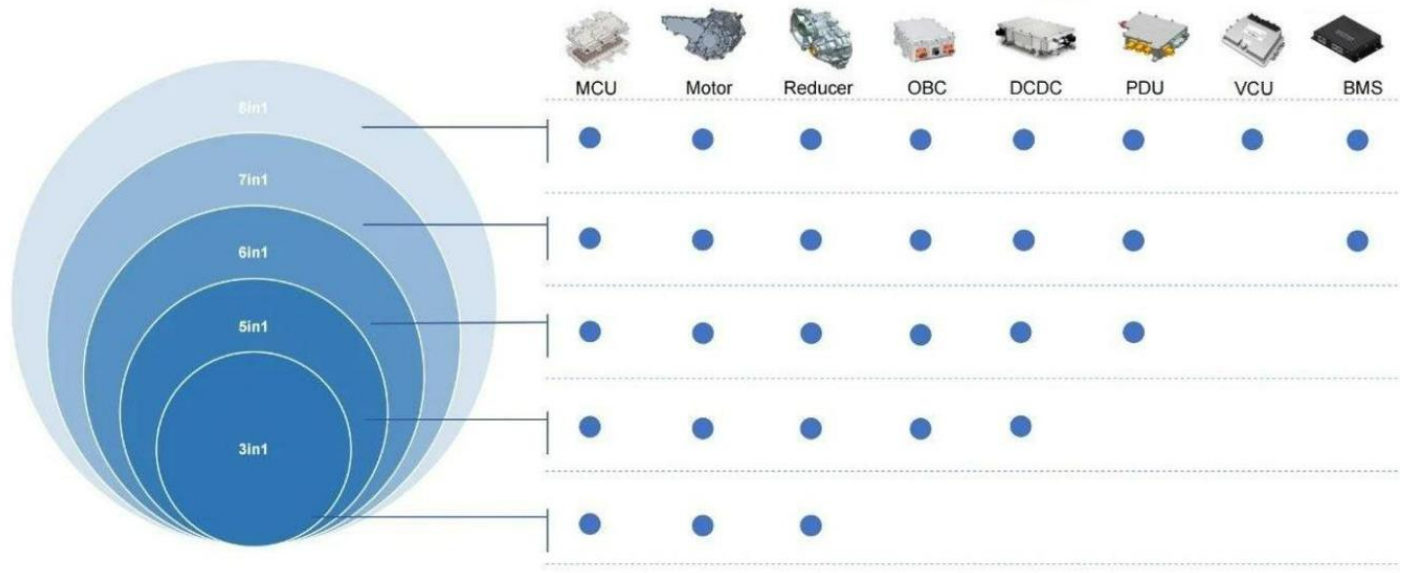 MCU Motor Reducer OBC DCDC PDU VCU BMS
8in1
7in1
6in1
5in1
3in1